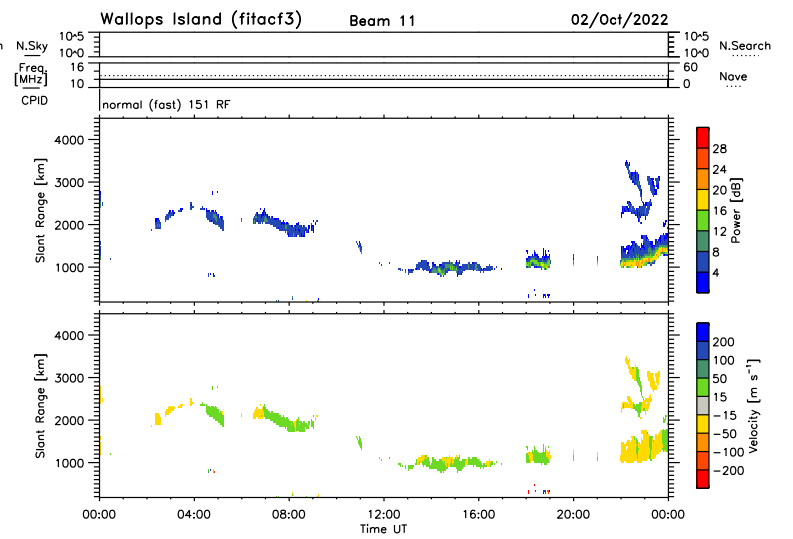 Wallops Island (fitacf3) Beam 11 02/Oct/2022
N.Sky 10^5 10^5 N.Search
10^0 10^0
Freq. 16 60
[MHz] 10 0 Nave
CPID normal (fast) 151 RF
4000
3000
2000
1000
Slant Range [km]
28
24
20
16
12
8
4
Power [dB]
4000
3000
2000
1000
Slant Range [km]
200
100
50
15
-15
-50
-100
-200
Velocity [m s⁻¹]
00:00 04:00 08:00 12:00 16:00 20:00 00:00
Time UT